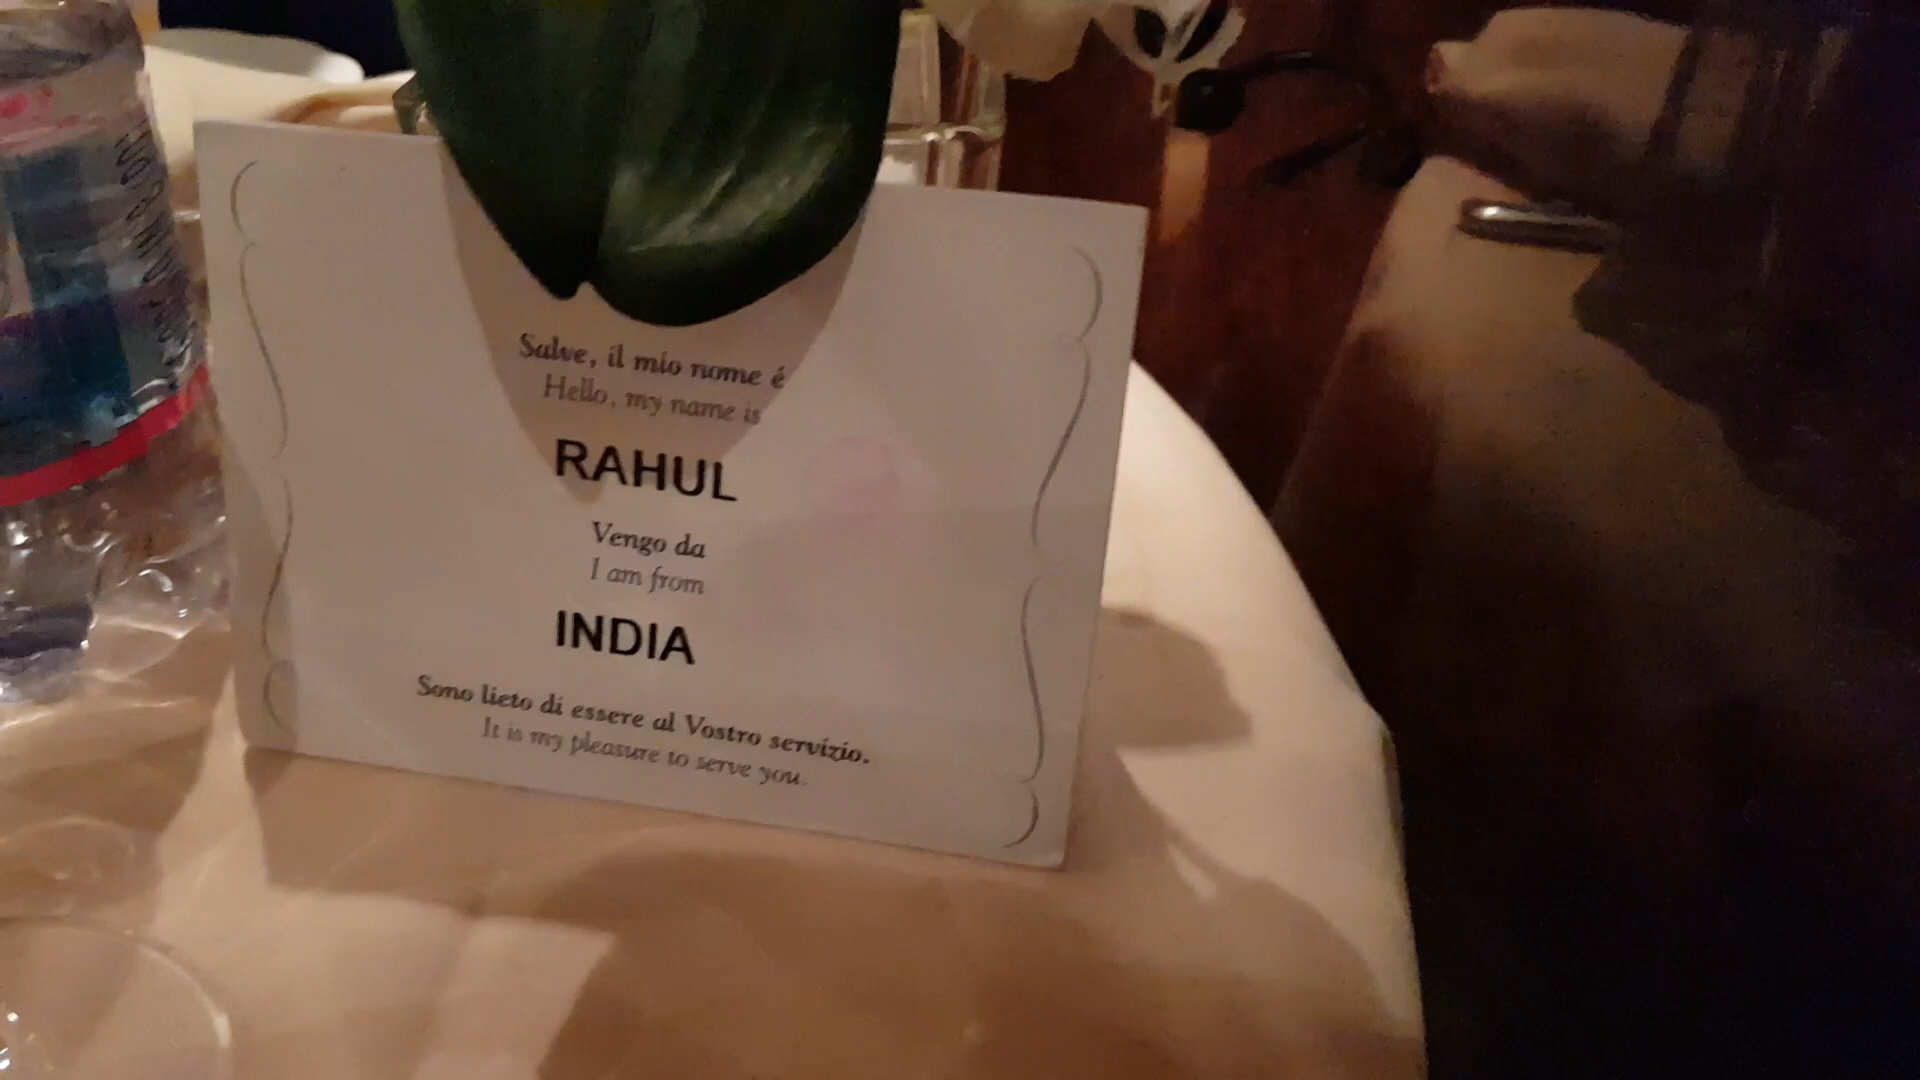 Salve, il mio nome é
Hello, my name is
RAHUL
Vengo da
I am from
INDIA
Sono lieto di essere al Vostro servizio.
It is my pleasure to serve you.